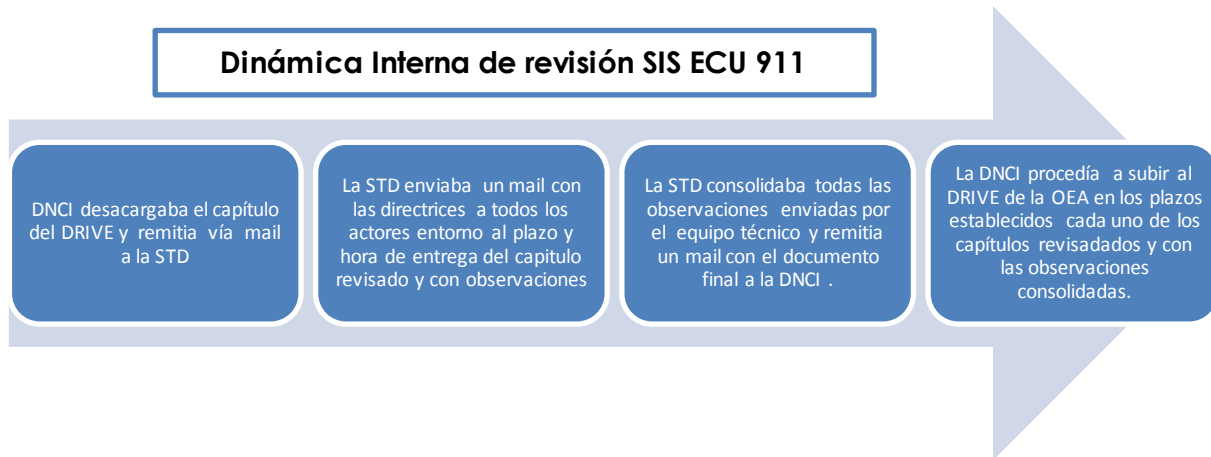 Dinámica Interna de revisión SIS ECU 911
DNCI desacargaba el capítulo
del DRIVE y remitia vía mail
a la STD
La STD enviaba un mail con
las directrices a todos los
actores entorno al plazo y
hora de entrega del capitulo
revisado y con observaciones
La STD consolidaba todas las
observaciones enviadas por
el equipo técnico y remitia
un mail con el documento
final a la DNCI .
La DNCI procedía a subir al
DRIVE de la OEA en los plazos
establecidos cada uno de los
capítulos revisadados y con
las observaciones
consolidadas.